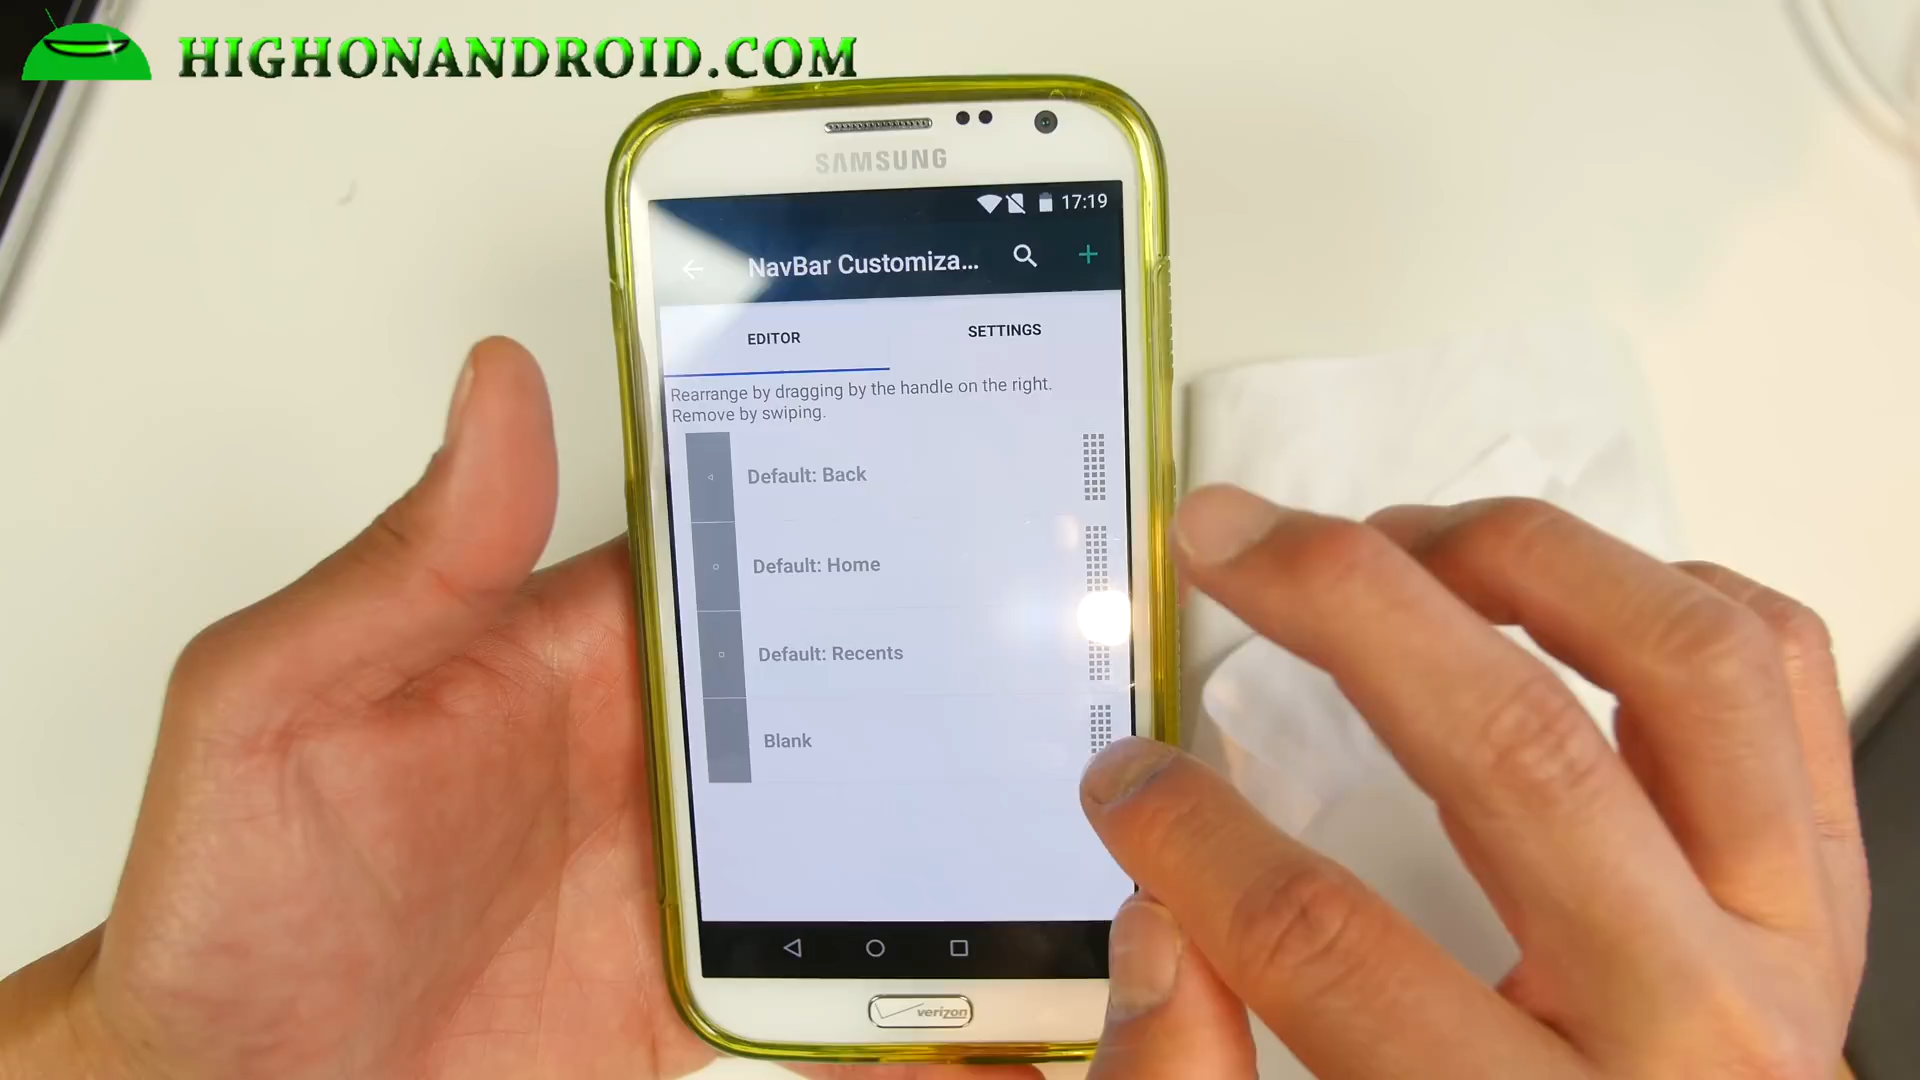 HIGHONANDROID.COM
SAMSUNG
17:19
NavBar Customiza...
EDITOR
SETTINGS
Rearrange by dragging by the handle on the right.
Remove by swiping.
Default: Back
Default: Home
Default: Recents
Blank
verizon